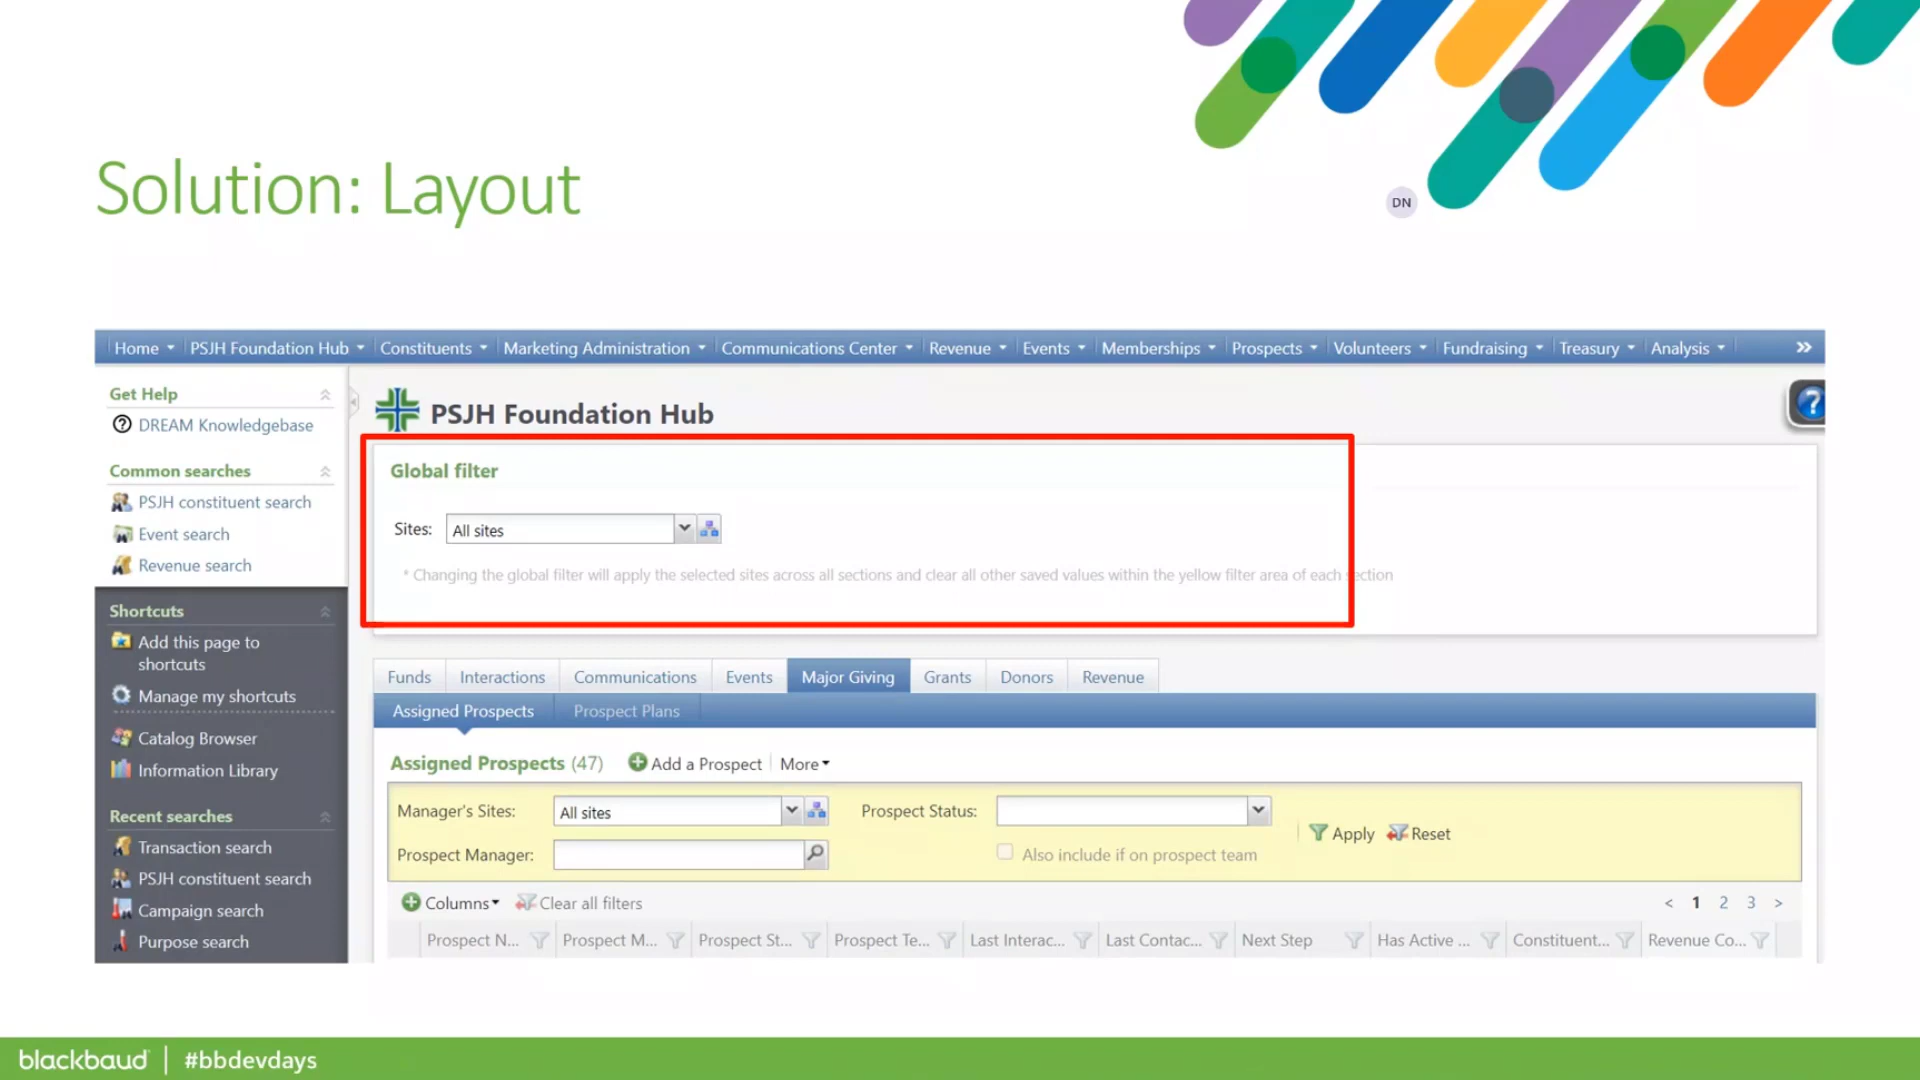 DN
Solution: Layout
Home PSJH Foundation Hub Constituents Marketing Administration Communications Center Revenue Events Memberships Prospects Volunteers Fundraising Treasury Analysis »
Get Help
DREAM Knowledgebase
Common searches
PSJH constituent search
Event search
Revenue search
Shortcuts
Add this page to
shortcuts
Manage my shortcuts
Catalog Browser
Information Library
Recent searches
Transaction search
PSJH constituent search
Campaign search
Purpose search
PSJH Foundation Hub
?
Global filter
Sites: All sites
* Changing the global filter will apply the selected sites across all sections and clear all other saved values within the yellow filter area of each section
Funds Interactions Communications Events Major Giving Grants Donors Revenue
Assigned Prospects Prospect Plans
Assigned Prospects (47) Add a Prospect More
Manager's Sites: All sites Prospect Status:
Apply Reset
Prospect Manager: Also include if on prospect team
Columns Clear all filters < 1 2 3 >
Prospect N... Prospect M... Prospect St... Prospect Te... Last Interac... Last Contac... Next Step Has Active ... Constituent... Revenue Co...
blackbaud | #bbdevdays